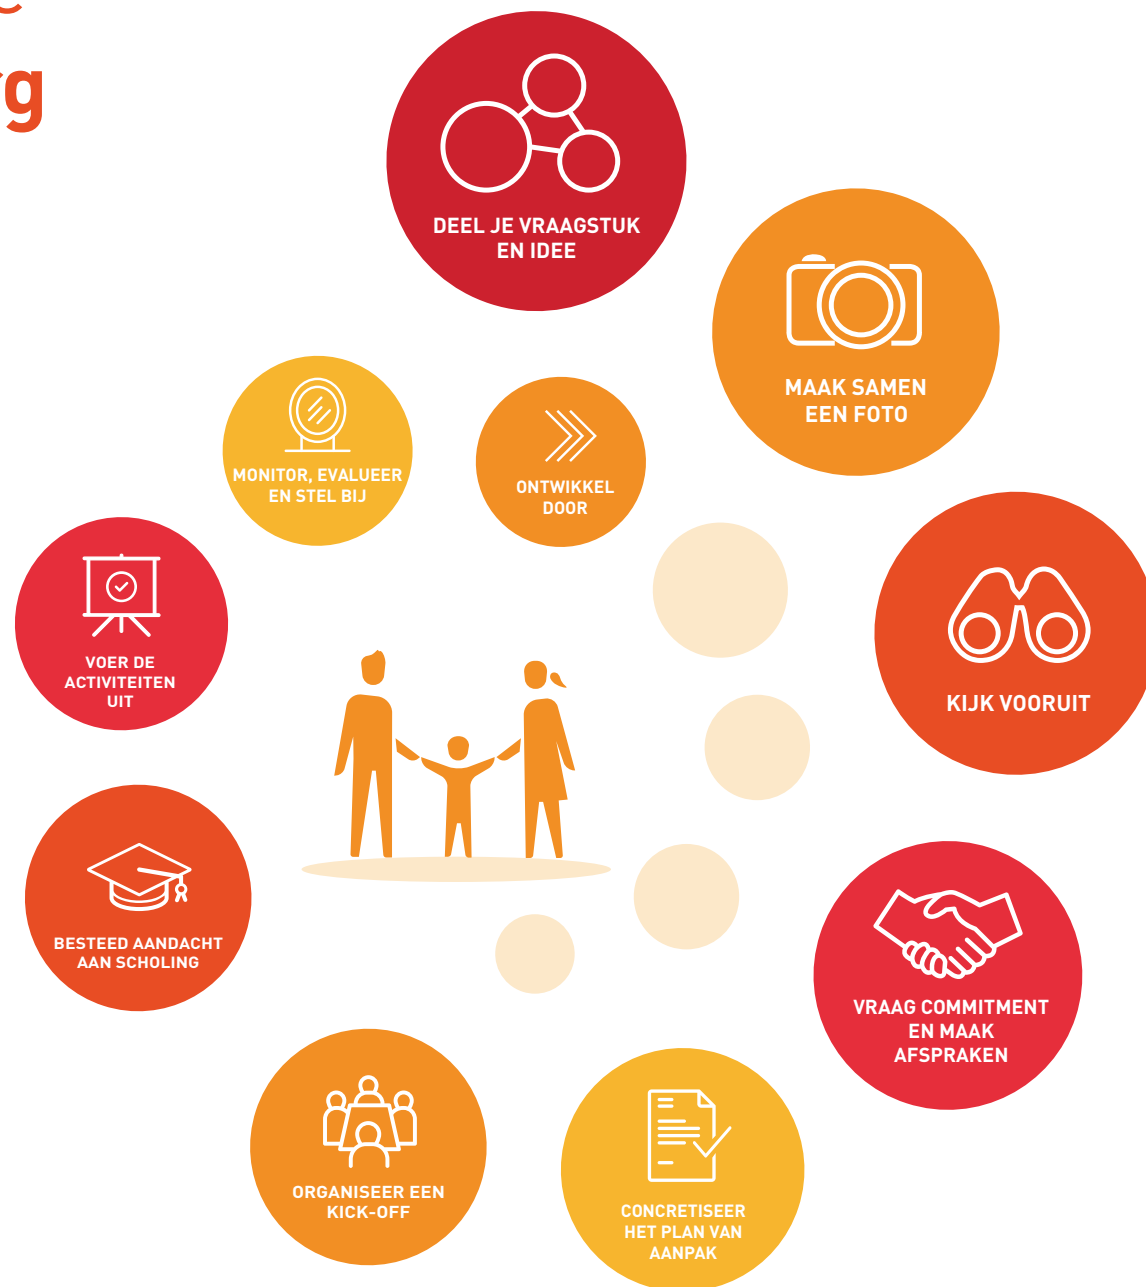 rg
DEEL JE VRAAGSTUK
EN IDEE
MAAK SAMEN
EEN FOTO
KIJK VOORUIT
VRAAG COMMITMENT
EN MAAK
AFSPRAKEN
CONCRETISEER
HET PLAN VAN
AANPAK
ORGANISEER EEN
KICK-OFF
BESTEED AANDACHT
AAN SCHOLING
VOER DE
ACTIVITEITEN
UIT
MONITOR, EVALUEER
EN STEL BIJ
ONTWIKKEL
DOOR